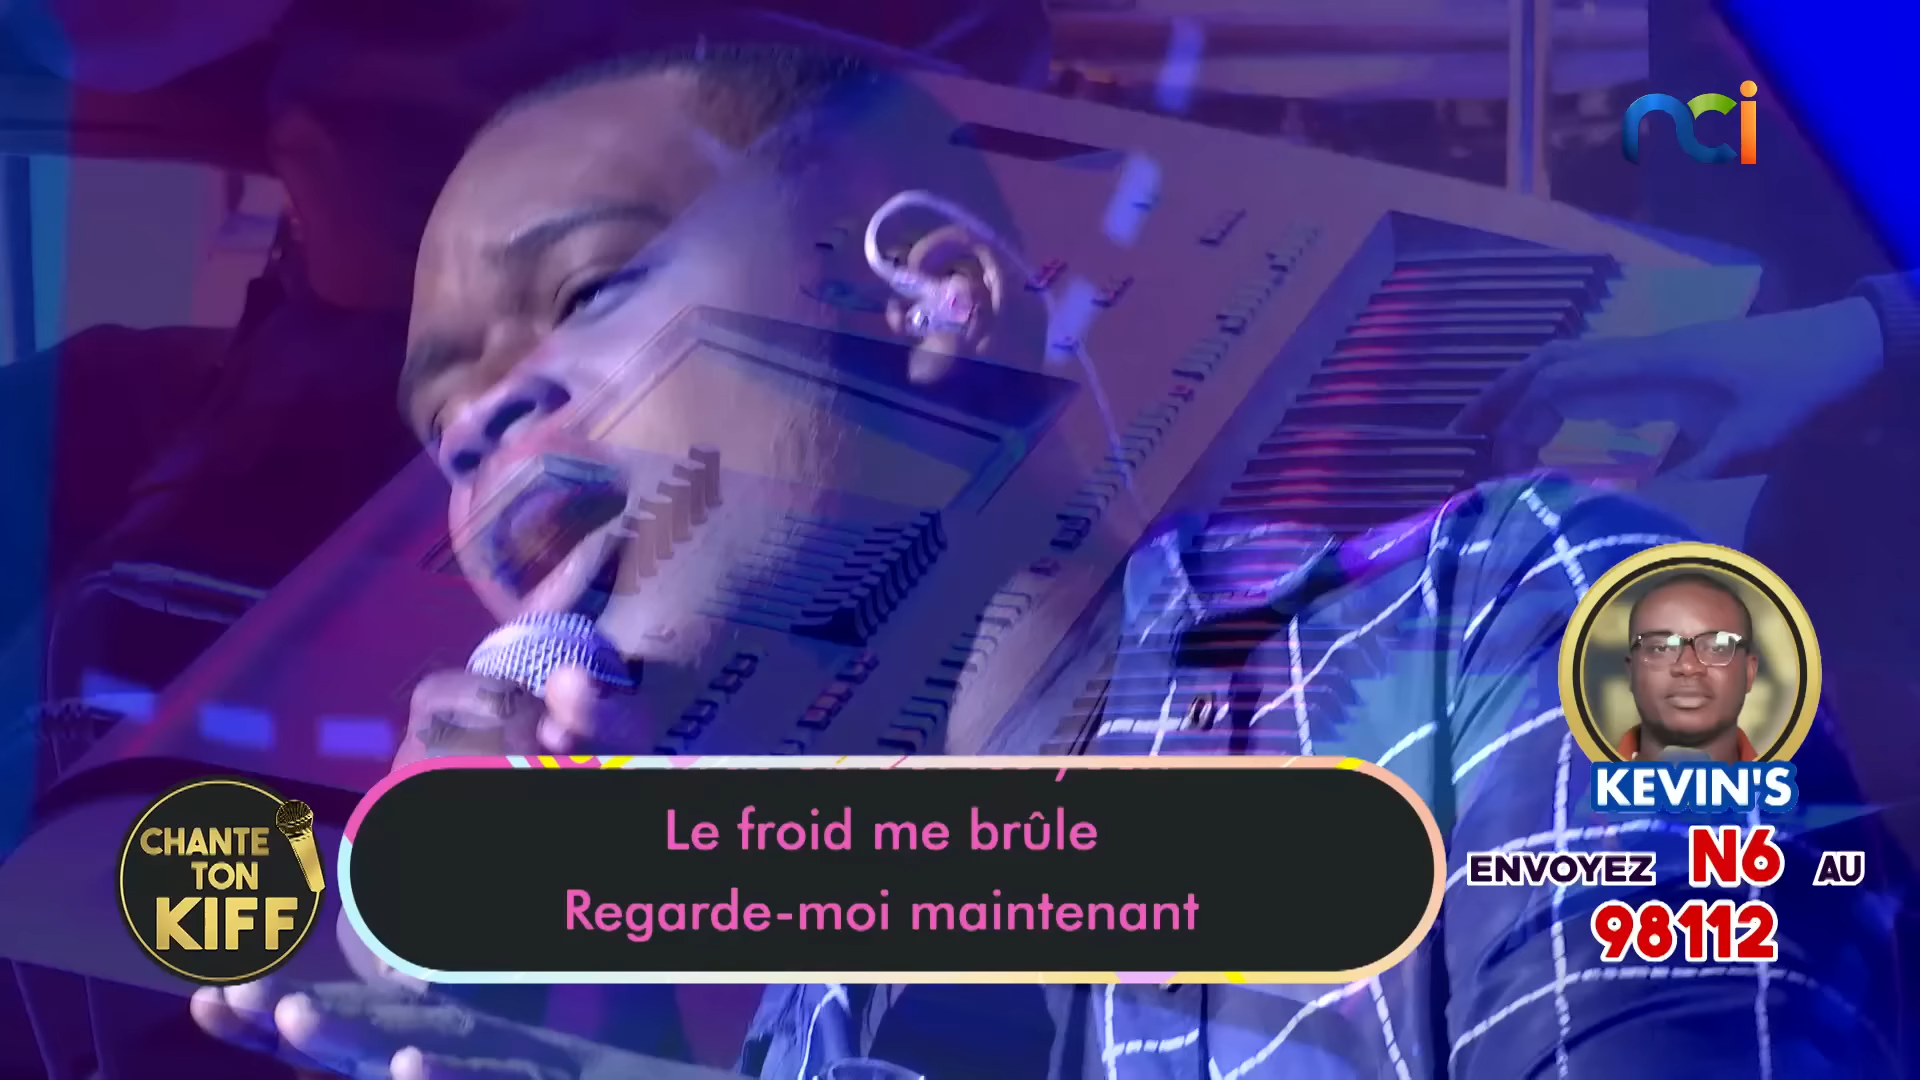 nci
Le froid me brûle
Regarde-moi maintenant
CHANTE
TON
KIFF
KEVIN'S
ENVOYEZ N6 AU
98112